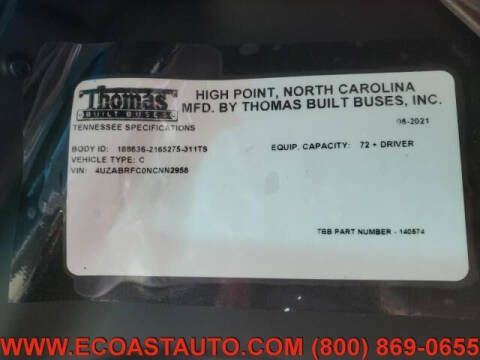 Thomas
BUILT BUSES
HIGH POINT, NORTH CAROLINA
MFD. BY THOMAS BUILT BUSES, INC.
TENNESSEE SPECIFICATIONS
06-2021
BODY ID: 188636-2165275-311TS
EQUIP. CAPACITY: 72 + DRIVER
VEHICLE TYPE: C
VIN: 4UZABRFC0NCNN2958
TBB PART NUMBER - 140574
WWW.ECOASTAUTO.COM (800) 869-0655